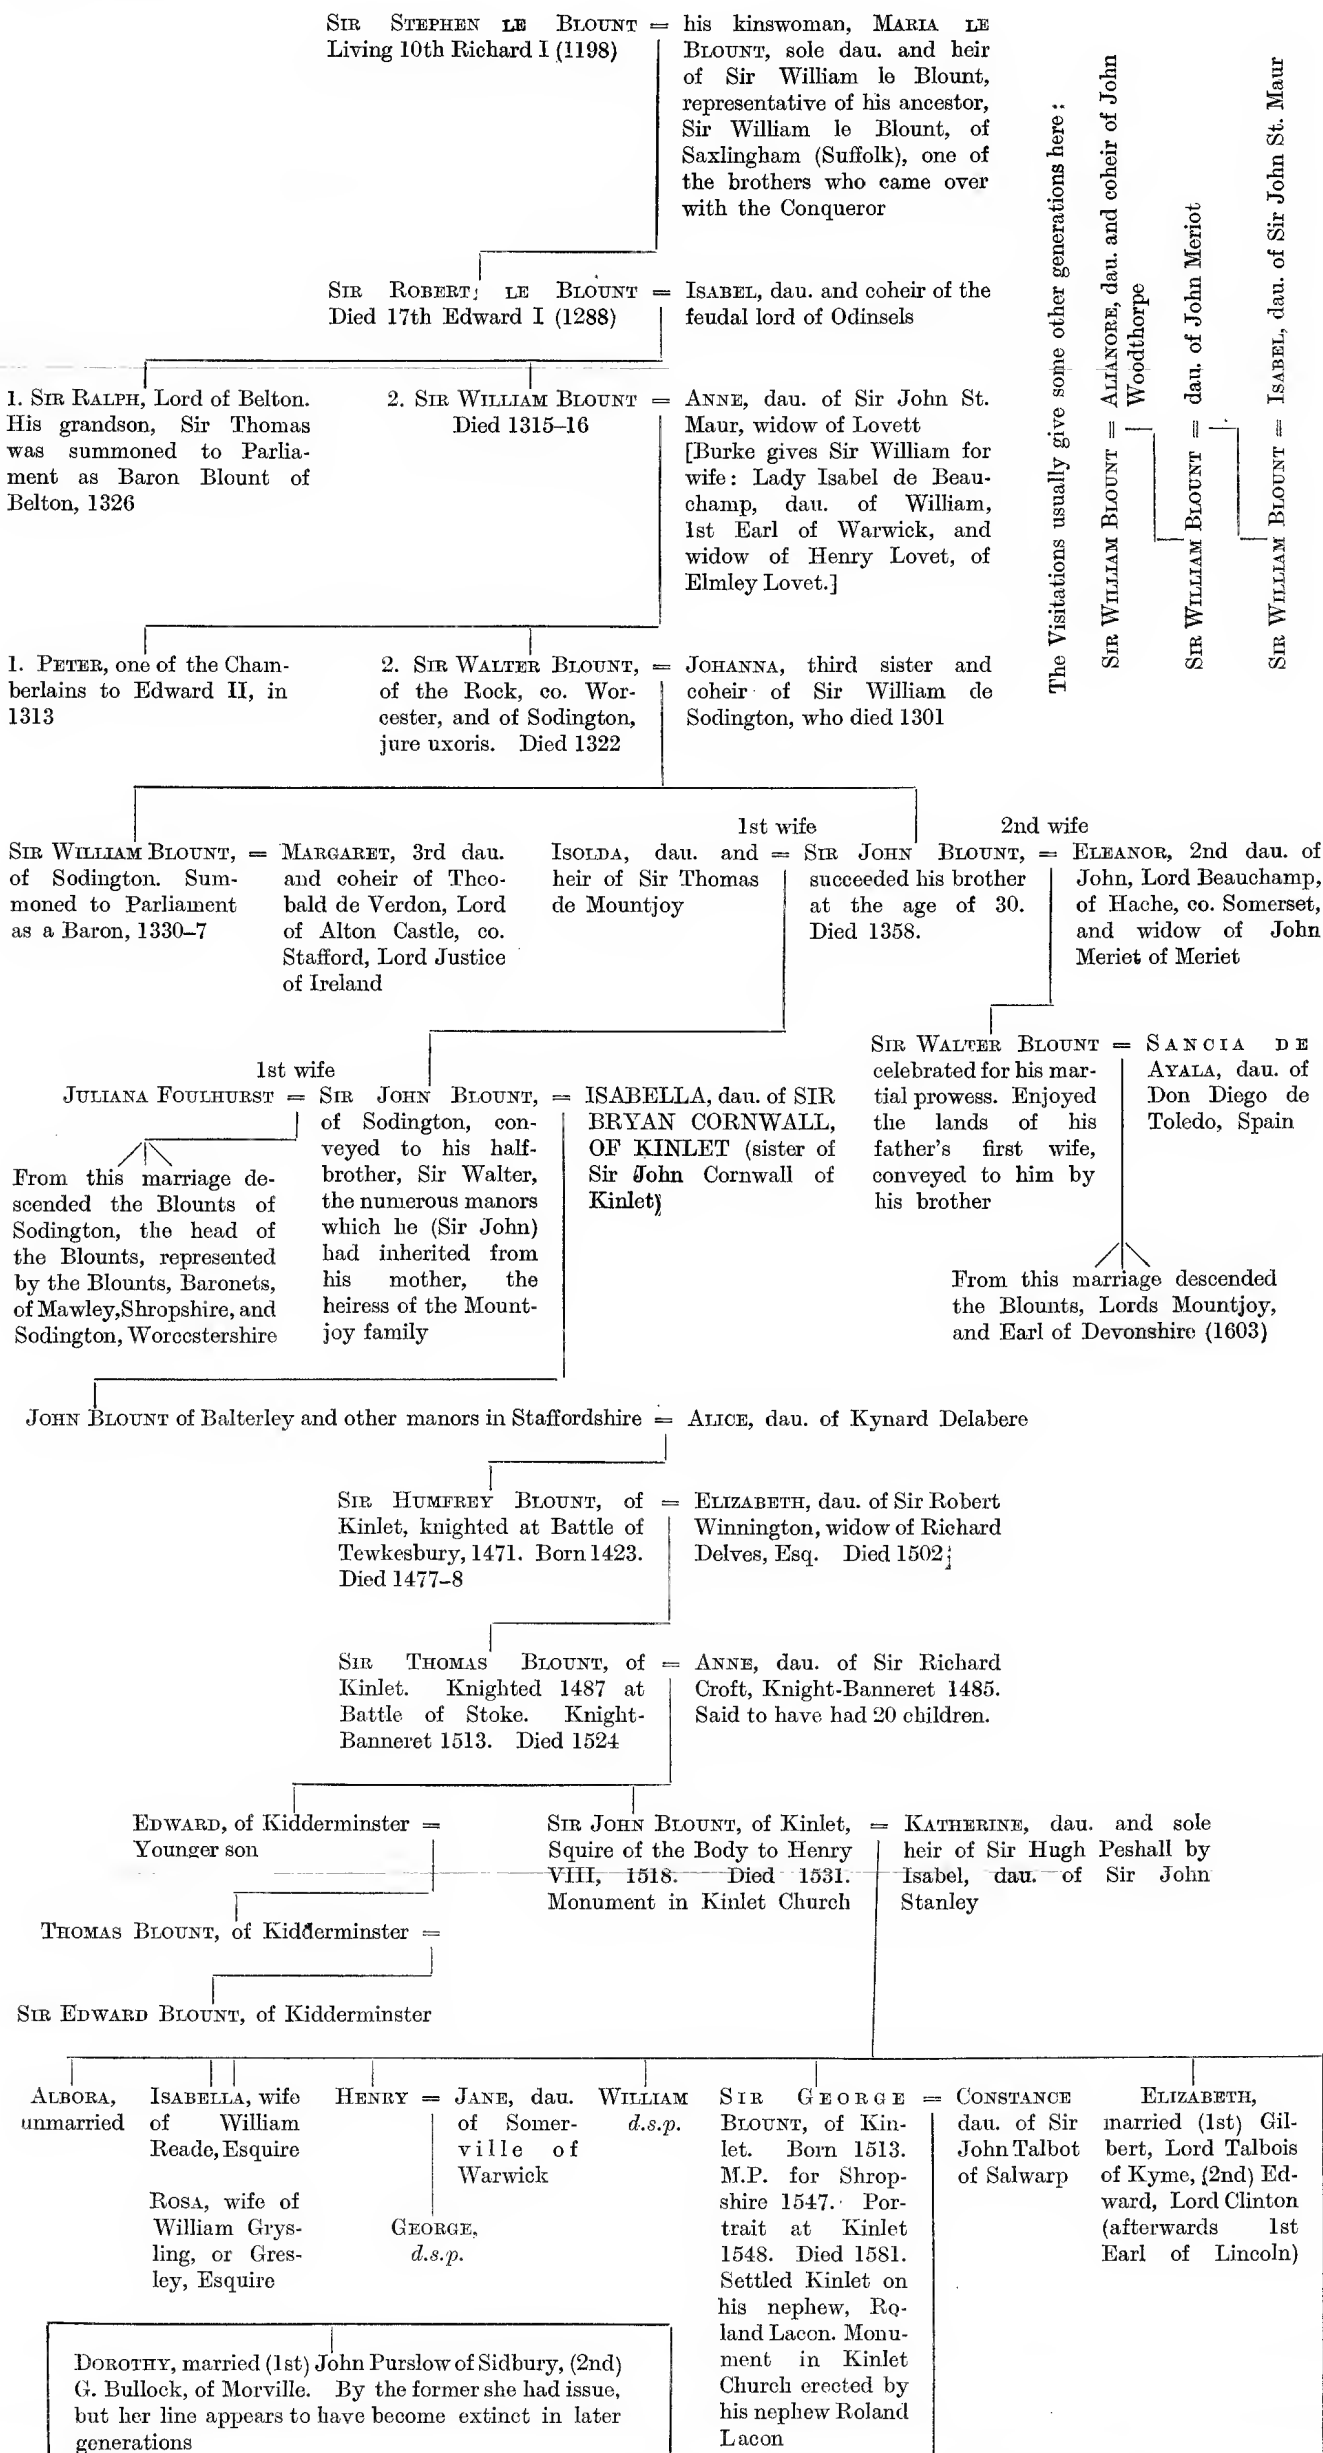 SIR STEPHEN LE BLOUNT =
Living 10th Richard I (1198)
his kinswoman, MARIA LE
BLOUNT, sole dau. and heir
of Sir William le Blount,
representative of his ancestor,
Sir William le Blount, of
Saxlingham (Suffolk), one of
the brothers who came over
with the Conqueror
The Visitations usually give some other generations here:
SIR WILLIAM BLOUNT = ALIANORE, dau. and coheir of John
Woodthorpe
SIR WILLIAM BLOUNT = dau. of John Meriot
SIR WILLIAM BLOUNT = ISABEL, dau. of Sir John St. Maur
SIR ROBERT LE BLOUNT =
Died 17th Edward I (1288)
ISABEL, dau. and coheir of the
feudal lord of Odinsels
1. SIR RALPH, Lord of Belton.
His grandson, Sir Thomas
was summoned to Parlia-
ment as Baron Blount of
Belton, 1326
2. SIR WILLIAM BLOUNT =
Died 1315–16
ANNE, dau. of Sir John St.
Maur, widow of Lovett
[Burke gives Sir William for
wife: Lady Isabel de Beau-
champ, dau. of William,
1st Earl of Warwick, and
widow of Henry Lovet, of
Elmley Lovet.]
1. PETER, one of the Cham-
berlains to Edward II, in
1313
2. SIR WALTER BLOUNT, =
of the Rock, co. Wor-
cester, and of Sodington,
jure uxoris. Died 1322
JOHANNA, third sister and
coheir of Sir William de
Sodington, who died 1301
SIR WILLIAM BLOUNT, =
of Sodington. Sum-
moned to Parliament
as a Baron, 1330–7
MARGARET, 3rd dau.
and coheir of Theo-
bald de Verdon, Lord
of Alton Castle, co.
Stafford, Lord Justice
of Ireland
1st wife
ISOLDA, dau. and =
heir of Sir Thomas
de Mountjoy
SIR JOHN BLOUNT, =
succeeded his brother
at the age of 30.
Died 1358.
2nd wife
ELEANOR, 2nd dau. of
John, Lord Beauchamp,
of Hache, co. Somerset,
and widow of John
Meriet of Meriet
1st wife
JULIANA FOULHURST =
From this marriage de-
scended the Blounts of
Sodington, the head of
the Blounts, represented
by the Blounts, Baronets,
of Mawley, Shropshire, and
Sodington, Worcestershire
SIR JOHN BLOUNT, =
of Sodington, con-
veyed to his half-
brother, Sir Walter,
the numerous manors
which he (Sir John)
had inherited from
his mother, the
heiress of the Mount-
joy family
ISABELLA, dau. of SIR
BRYAN CORNWALL,
OF KINLET (sister of
Sir John Cornwall of
Kinlet)
SIR WALTER BLOUNT =
celebrated for his mar-
tial prowess. Enjoyed
the lands of his
father's first wife,
conveyed to him by
his brother
SANCIA DE
AYALA, dau. of
Don Diego de
Toledo, Spain
From this marriage descended
the Blounts, Lords Mountjoy,
and Earl of Devonshire (1603)
JOHN BLOUNT of Balterley and other manors in Staffordshire = ALICE, dau. of Kynard Delabere
SIR HUMFREY BLOUNT, of =
Kinlet, knighted at Battle of
Tewkesbury, 1471. Born 1423.
Died 1477–8
ELIZABETH, dau. of Sir Robert
Winnington, widow of Richard
Delves, Esq. Died 1502
SIR THOMAS BLOUNT, of =
Kinlet. Knighted 1487 at
Battle of Stoke. Knight-
Banneret 1513. Died 1524
ANNE, dau. of Sir Richard
Croft, Knight-Banneret 1485.
Said to have had 20 children.
EDWARD, of Kidderminster =
Younger son
SIR JOHN BLOUNT, of Kinlet, =
Squire of the Body to Henry
VIII, 1518. Died 1531.
Monument in Kinlet Church
KATHERINE, dau. and sole
heir of Sir Hugh Peshall by
Isabel, dau. of Sir John
Stanley
THOMAS BLOUNT, of Kidderminster =
SIR EDWARD BLOUNT, of Kidderminster
ALBORA,
unmarried
ISABELLA, wife
of William
Reade, Esquire
ROSA, wife of
William Grys-
ling, or Gres-
ley, Esquire
HENRY =
JANE, dau.
of Somer-
ville of
Warwick
GEORGE,
d.s.p.
WILLIAM
d.s.p.
SIR GEORGE =
BLOUNT, of Kin-
let. Born 1513.
M.P. for Shrop-
shire 1547. Por-
trait at Kinlet
1548. Died 1581.
Settled Kinlet on
his nephew, Ro-
land Lacon. Monu-
ment in Kinlet
Church erected by
his nephew Roland
Lacon
CONSTANCE
dau. of Sir
John Talbot
of Salwarp
ELIZABETH,
married (1st) Gil-
bert, Lord Talbois
of Kyme, (2nd) Ed-
ward, Lord Clinton
(afterwards 1st
Earl of Lincoln)
DOROTHY, married (1st) John Purslow of Sidbury, (2nd)
G. Bullock, of Morville. By the former she had issue,
but her line appears to have become extinct in later
generations